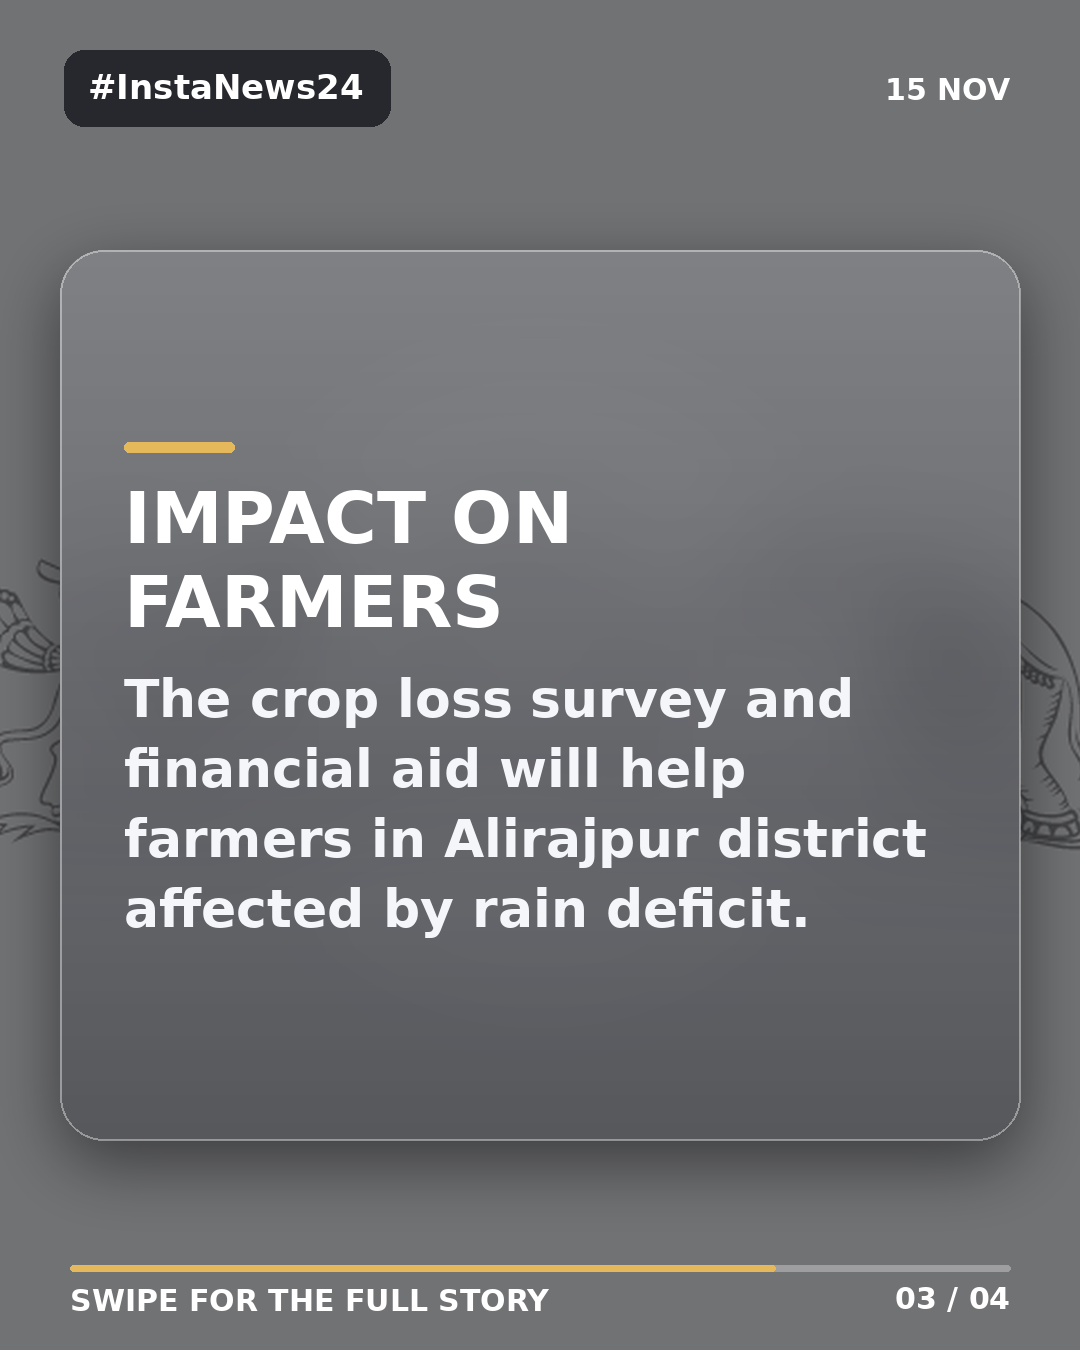 #InstaNews24
15 NOV
IMPACT ON
FARMERS
The crop loss survey and
financial aid will help
farmers in Alirajpur district
affected by rain deficit.
SWIPE FOR THE FULL STORY
03 / 04